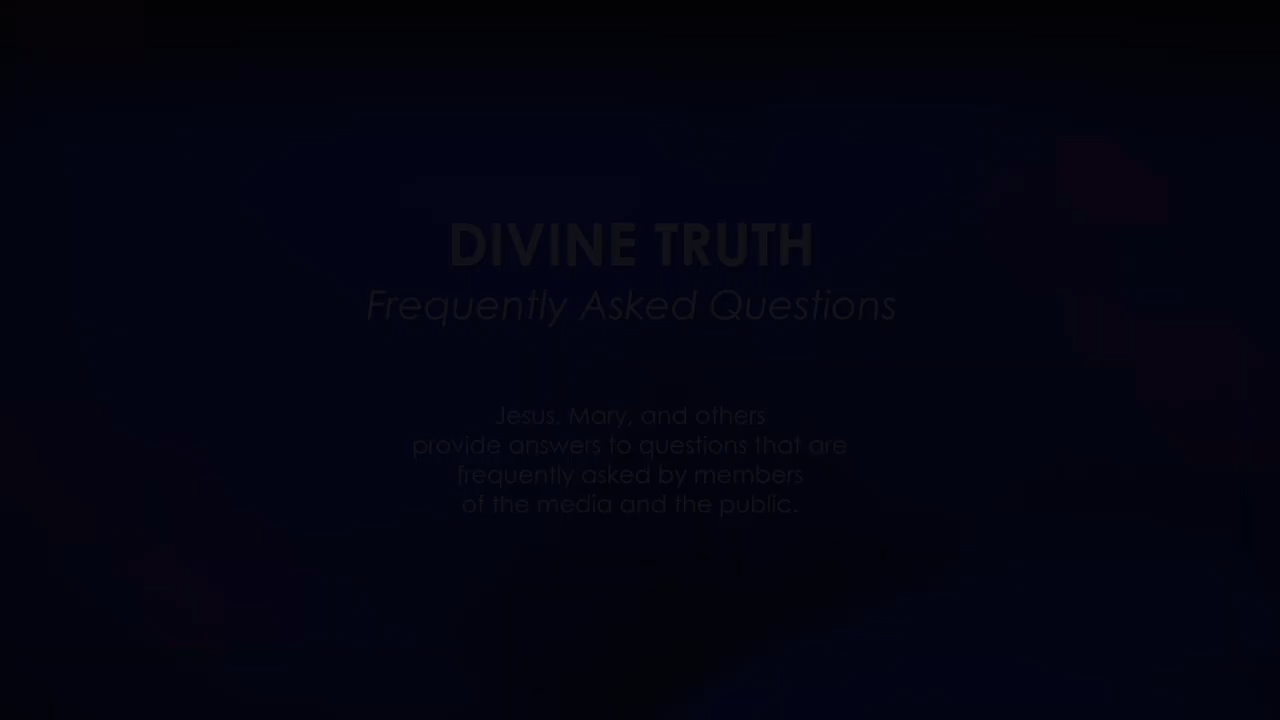 DIVINE TRUTH
Frequently Asked Questions
Jesus, Mary, and others
provide answers to questions that are
frequently asked by members
of the media and the public.